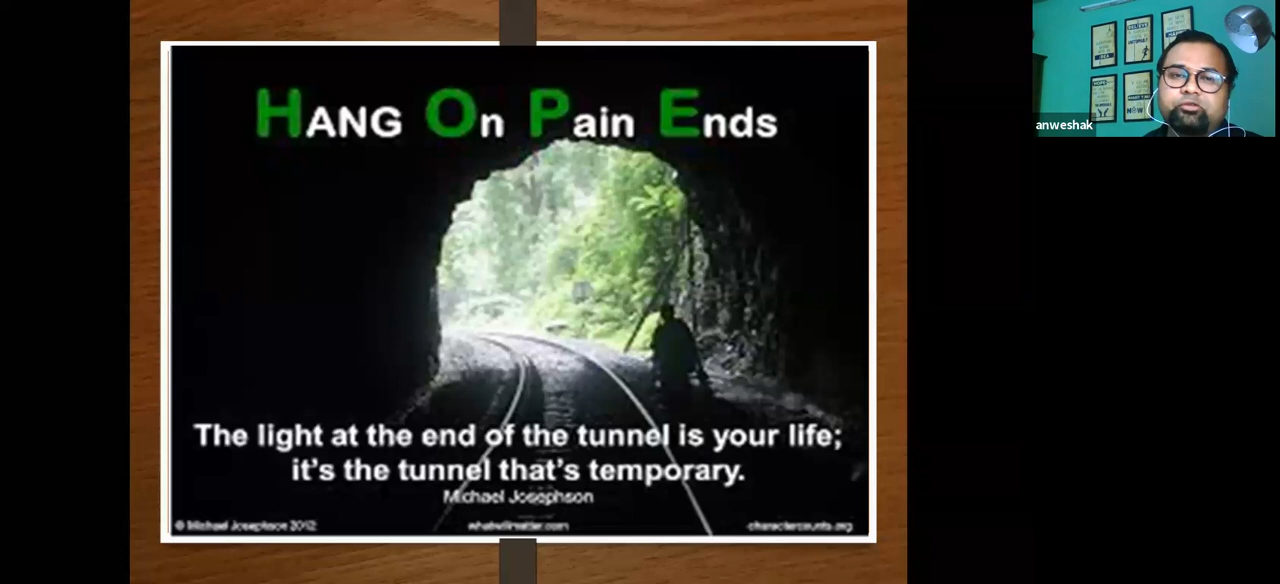 HANG On Pain Ends
The light at the end of the tunnel is your life;
it's the tunnel that's temporary.
Michael Josephson
© Michael Josephson 2012 whatwillmatter.com charactercounts.org
anweshak